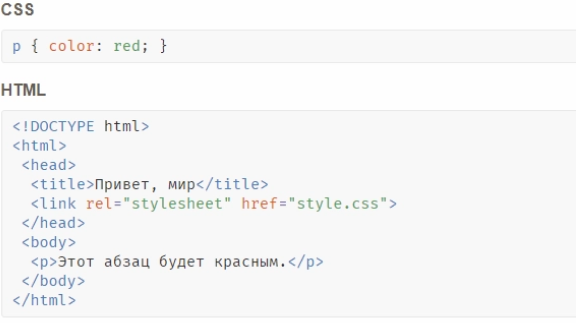 CSS
p { color: red; }
HTML
<!DOCTYPE html>
<html>
<head>
<title>Привет, мир</title>
<link rel="stylesheet" href="style.css">
</head>
<body>
<p>Этот абзац будет красным.</p>
</body>
</html>